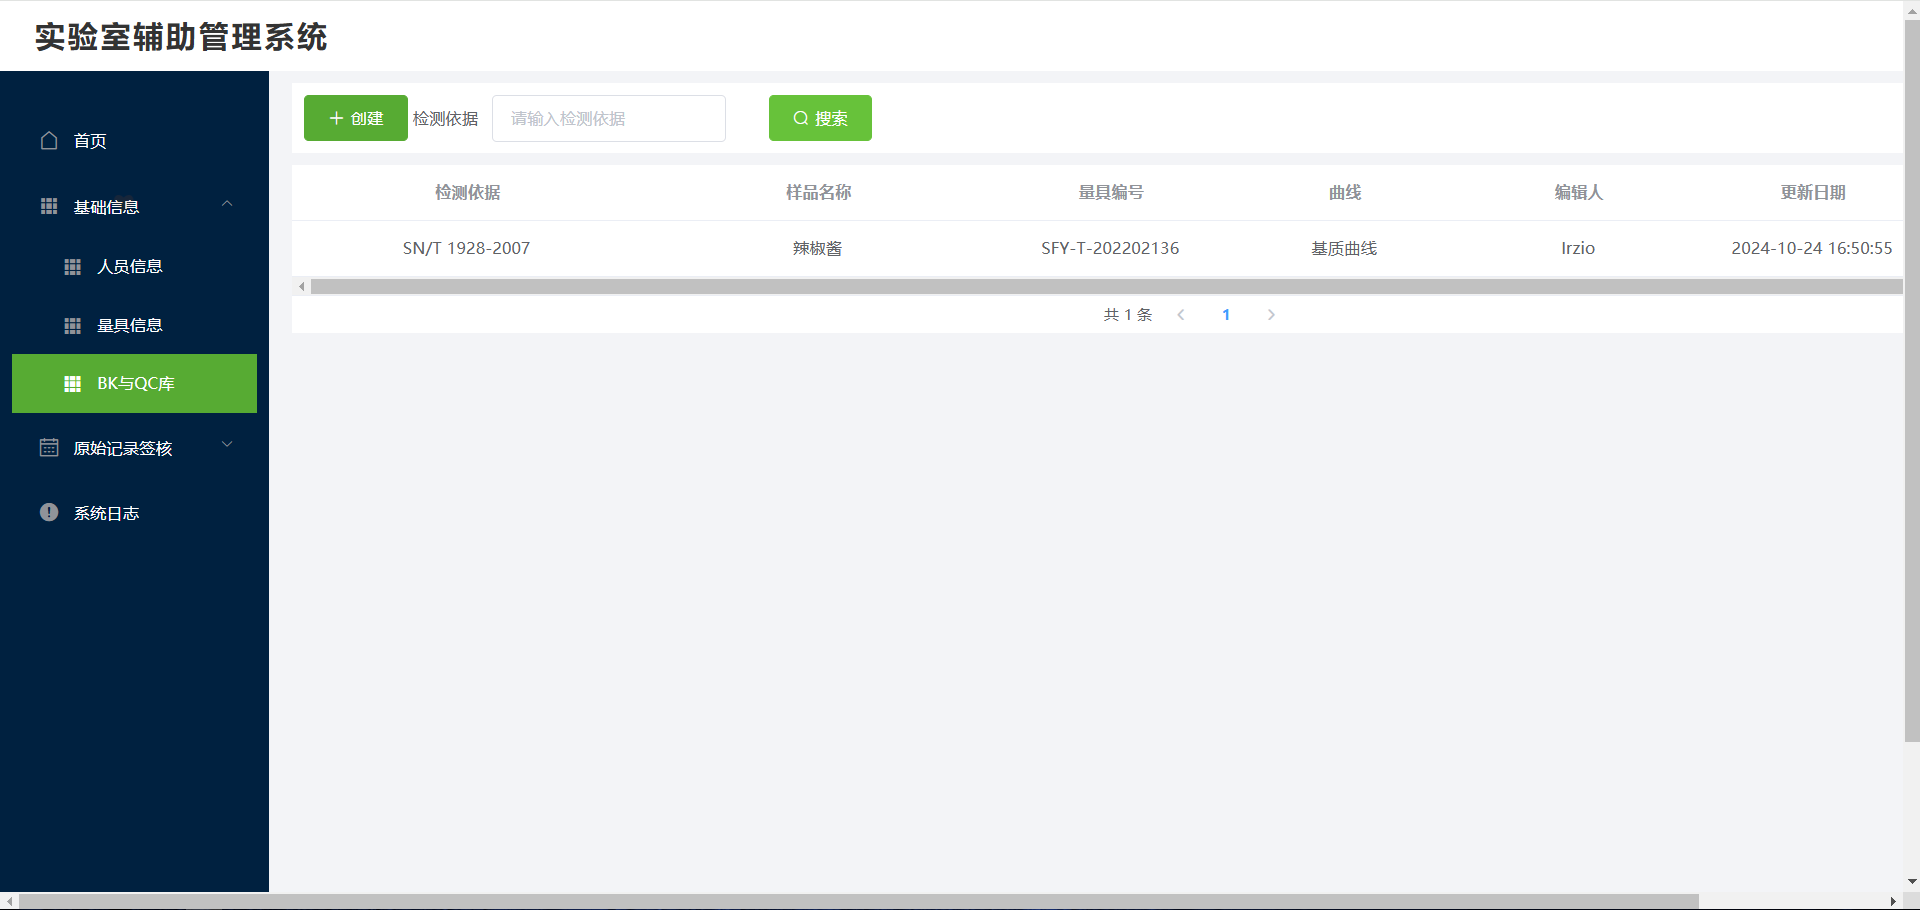 实验室辅助管理系统
首页
基础信息
人员信息
量具信息
BK与QC库
原始记录签核
系统日志
创建 检测依据 请输入检测依据 搜索
检测依据 样品名称 量具编号 曲线 编辑人 更新日期
SN/T 1928-2007 辣椒酱 SFY-T-202202136 基质曲线 lrzio 2024-10-24 16:50:55
共 1 条 1